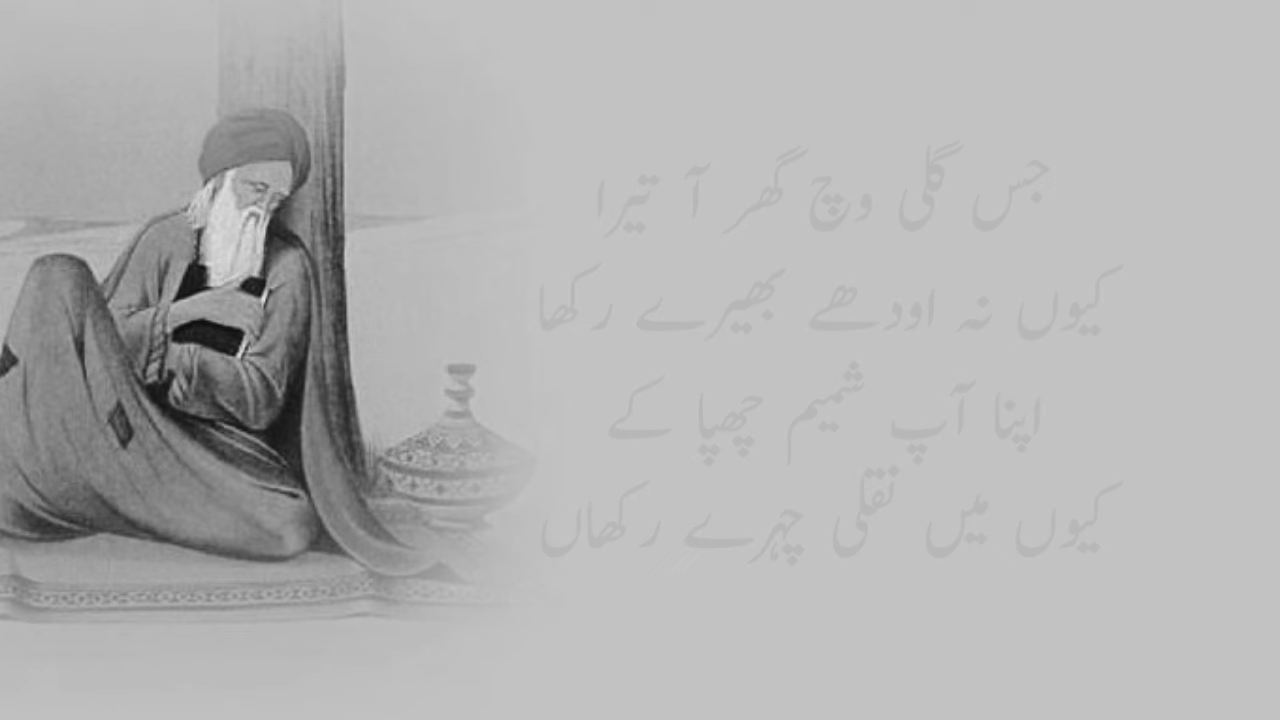 جس گلی وچ گھر آ تیرا
کیوں نہ اودھے بھیرے رکھا
اپنا آپ شمیم چھپا کے
کیوں میں نقلی چہرے رکھاں